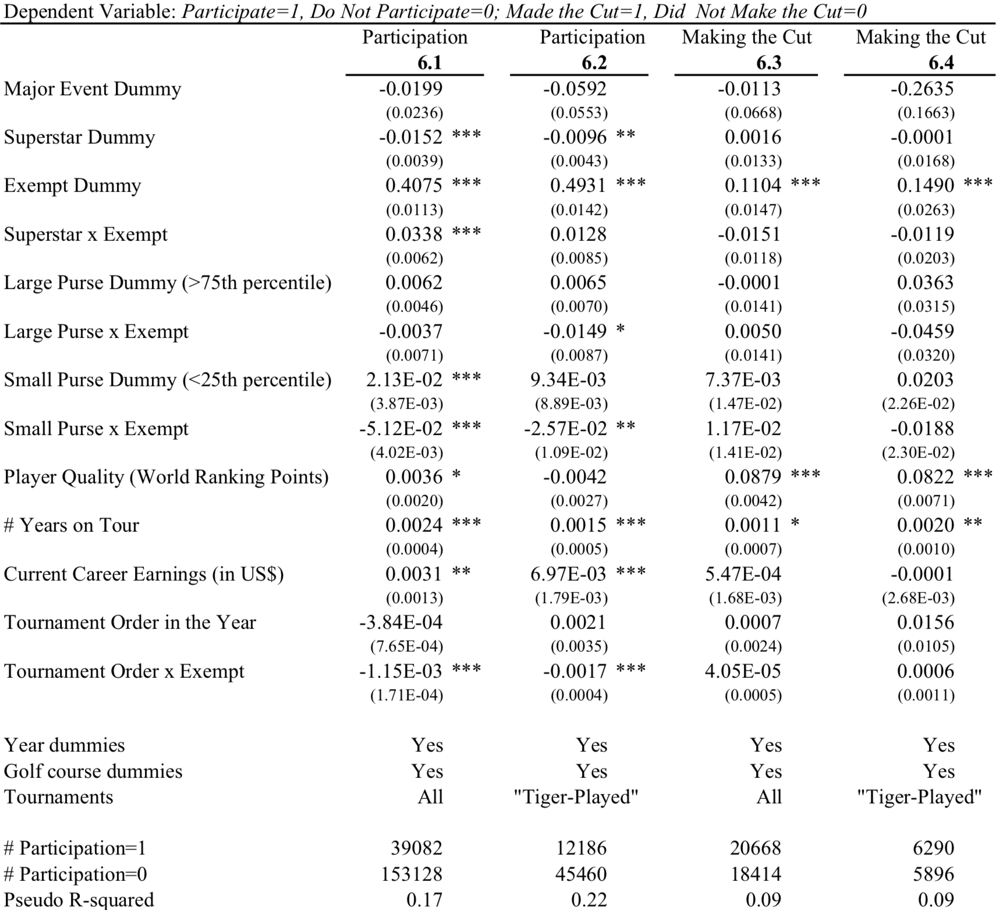 Dependent Variable: Participate=1, Do Not Participate=0; Made the Cut=1, Did Not Make the Cut=0
Participation Participation Making the Cut Making the Cut
6.1 6.2 6.3 6.4
Major Event Dummy -0.0199 -0.0592 -0.0113 -0.2635
(0.0236) (0.0553) (0.0668) (0.1663)
Superstar Dummy -0.0152 *** -0.0096 ** 0.0016 -0.0001
(0.0039) (0.0043) (0.0133) (0.0168)
Exempt Dummy 0.4075 *** 0.4931 *** 0.1104 *** 0.1490 ***
(0.0113) (0.0142) (0.0147) (0.0263)
Superstar x Exempt 0.0338 *** 0.0128 -0.0151 -0.0119
(0.0062) (0.0085) (0.0118) (0.0203)
Large Purse Dummy (>75th percentile) 0.0062 0.0065 -0.0001 0.0363
(0.0046) (0.0070) (0.0141) (0.0315)
Large Purse x Exempt -0.0037 -0.0149 * 0.0050 -0.0459
(0.0071) (0.0087) (0.0141) (0.0320)
Small Purse Dummy (<25th percentile) 2.13E-02 *** 9.34E-03 7.37E-03 0.0203
(3.87E-03) (8.89E-03) (1.47E-02) (2.26E-02)
Small Purse x Exempt -5.12E-02 *** -2.57E-02 ** 1.17E-02 -0.0188
(4.02E-03) (1.09E-02) (1.41E-02) (2.30E-02)
Player Quality (World Ranking Points) 0.0036 * -0.0042 0.0879 *** 0.0822 ***
(0.0020) (0.0027) (0.0042) (0.0071)
# Years on Tour 0.0024 *** 0.0015 *** 0.0011 * 0.0020 **
(0.0004) (0.0005) (0.0007) (0.0010)
Current Career Earnings (in US$) 0.0031 ** 6.97E-03 *** 5.47E-04 -0.0001
(0.0013) (1.79E-03) (1.68E-03) (2.68E-03)
Tournament Order in the Year -3.84E-04 0.0021 0.0007 0.0156
(7.65E-04) (0.0035) (0.0024) (0.0105)
Tournament Order x Exempt -1.15E-03 *** -0.0017 *** 4.05E-05 0.0006
(1.71E-04) (0.0004) (0.0005) (0.0011)
Year dummies Yes Yes Yes Yes
Golf course dummies Yes Yes Yes Yes
Tournaments All "Tiger-Played" All "Tiger-Played"
# Participation=1 39082 12186 20668 6290
# Participation=0 153128 45460 18414 5896
Pseudo R-squared 0.17 0.22 0.09 0.09